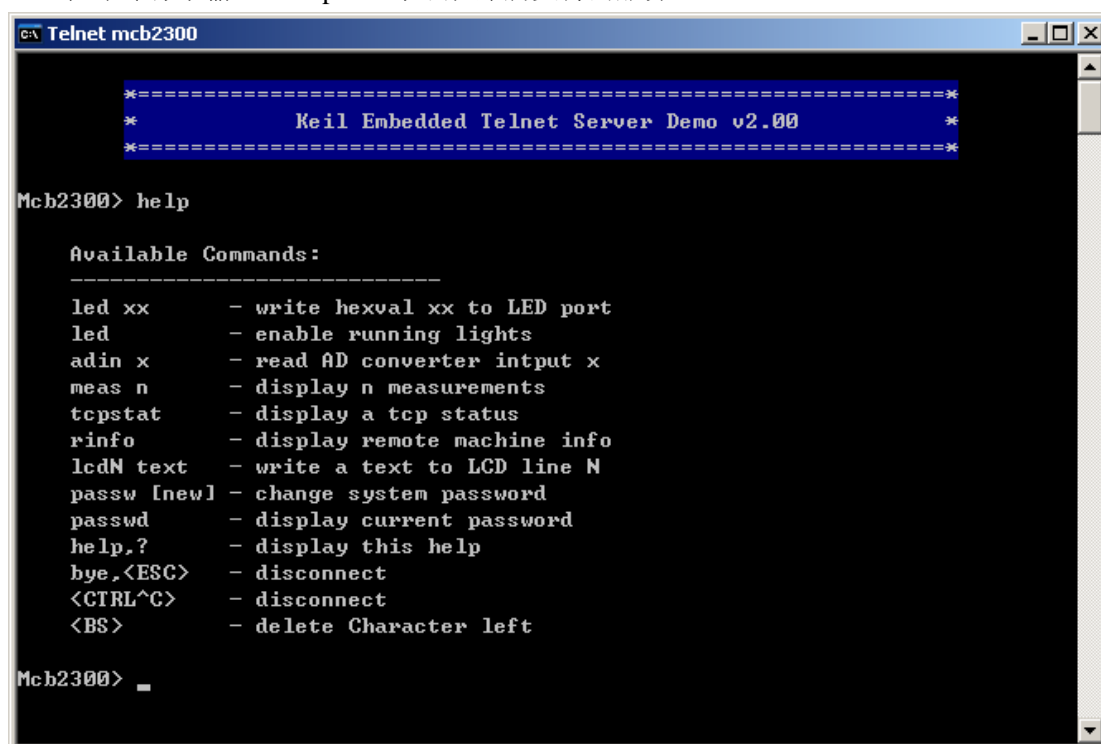 Telnet mcb2300
*=============================================================*
* Keil Embedded Telnet Server Demo v2.00 *
*=============================================================*
Mcb2300> help
Available Commands:
----------------------------
led xx - write hexval xx to LED port
led - enable running lights
adin x - read AD converter intput x
meas n - display n measurements
tcpstat - display a tcp status
rinfo - display remote machine info
lcdN text - write a text to LCD line N
passw [new] - change system password
passwd - display current password
help,? - display this help
bye,<ESC> - disconnect
<CTRL^C> - disconnect
<BS> - delete Character left
Mcb2300> _